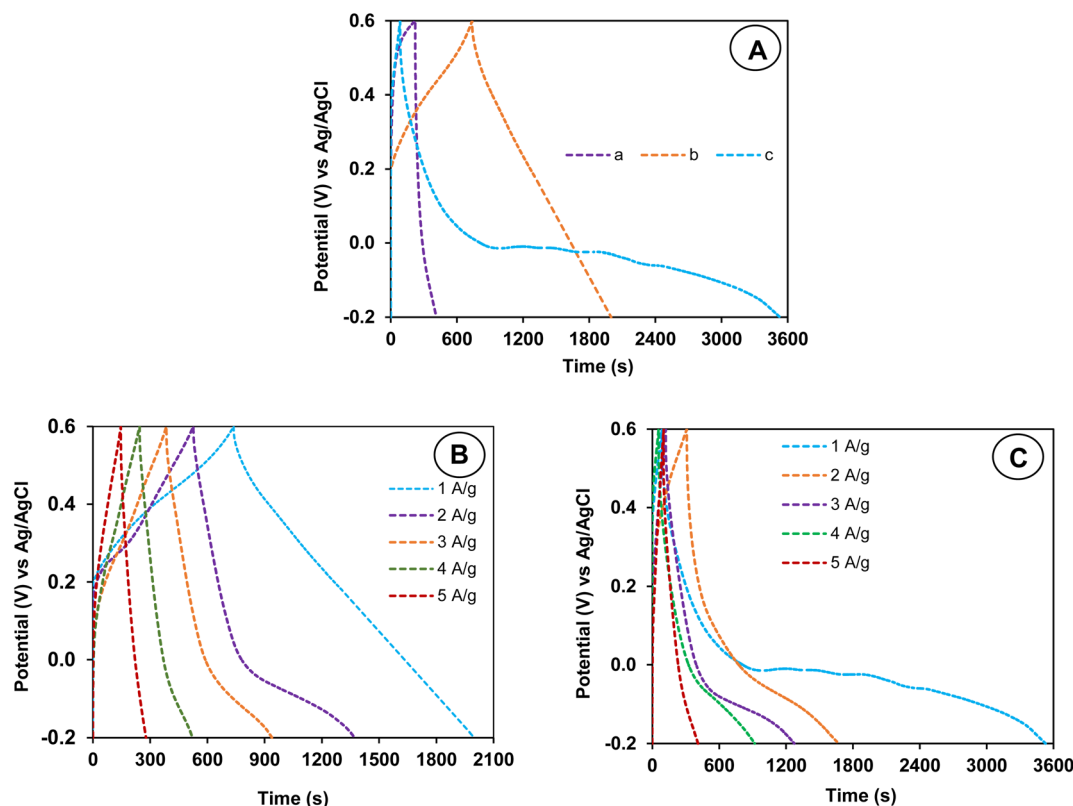 A
Potential (V) vs Ag/AgCl
0.6
0.4
0.2
0.0
-0.2
a b c
0 600 1200 1800 2400 3000 3600
Time (s)
B
Potential (V) vs Ag/AgCl
0.6
0.4
0.2
0.0
-0.2
1 A/g
2 A/g
3 A/g
4 A/g
5 A/g
0 300 600 900 1200 1500 1800 2100
Time (s)
C
Potential (V) vs Ag/AgCl
0.6
0.4
0.2
0.0
-0.2
1 A/g
2 A/g
3 A/g
4 A/g
5 A/g
0 600 1200 1800 2400 3000 3600
Time (s)